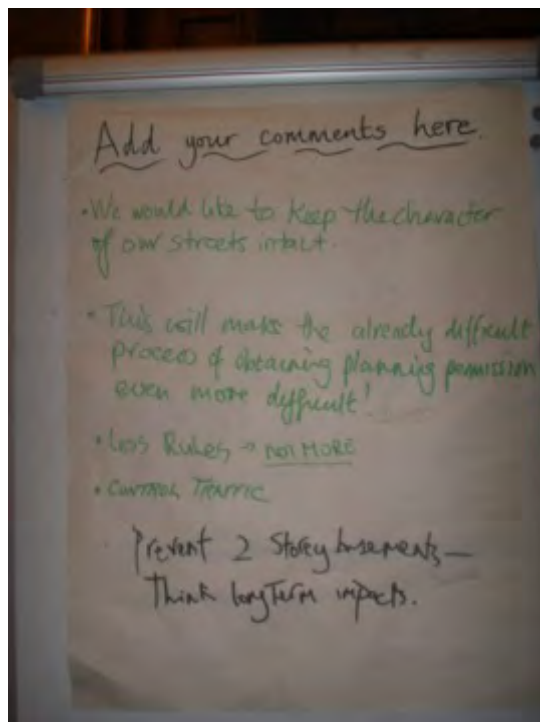 Add your comments here.
• We would like to keep the character
of our streets intact.
• This will make the already difficult
process of obtaining planning permission
even more difficult!
• Less Rules → NOT MORE
• CONTROL TRAFFIC
Prevent 2 Storey basements —
Think long Term impacts.